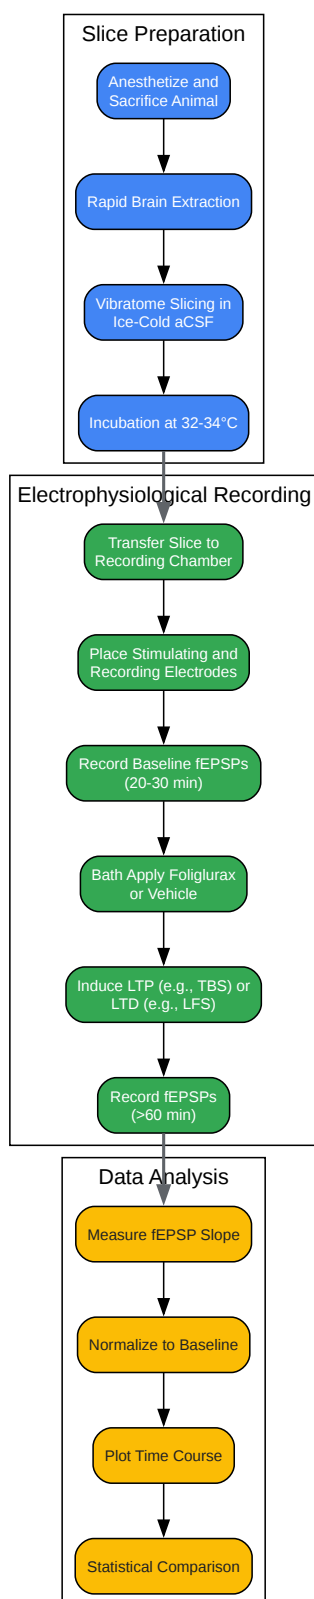 Slice Preparation
Anesthetize and
Sacrifice Animal
Rapid Brain Extraction
Vibratome Slicing in
Ice-Cold aCSF
Incubation at 32-34°C
Electrophysiological Recording
Transfer Slice to
Recording Chamber
Place Stimulating and
Recording Electrodes
Record Baseline fEPSPs
(20-30 min)
Bath Apply Foliglurax
or Vehicle
Induce LTP (e.g., TBS) or
LTD (e.g., LFS)
Record fEPSPs
(>60 min)
Data Analysis
Measure fEPSP Slope
Normalize to Baseline
Plot Time Course
Statistical Comparison